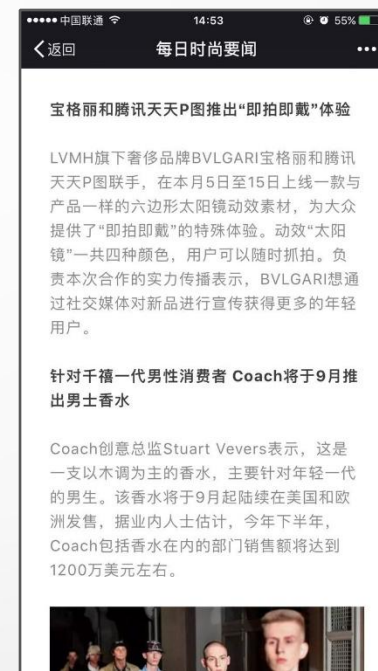 中国联通 14:53 55%
返回 每日时尚要闻
宝格丽和腾讯天天P图推出“即拍即戴”体验
LVMH旗下奢侈品牌BVLGARI宝格丽和腾讯
天天P图联手，在本月5日至15日上线一款与
产品一样的六边形太阳镜动效素材，为大众
提供了“即拍即戴”的特殊体验。动效“太阳
镜”一共四种颜色，用户可以随时抓拍。负
责本次合作的实力传播表示，BVLGARI想通
过社交媒体对新品进行宣传获得更多的年轻
用户。
针对千禧一代男性消费者 Coach将于9月推
出男士香水
Coach创意总监Stuart Vevers表示，这是
一支以木调为主的香水，主要针对年轻一代
的男生。该香水将于9月起陆续在美国和欧
洲发售，据业内人士估计，今年下半年，
Coach包括香水在内的部门销售额将达到
1200万美元左右。